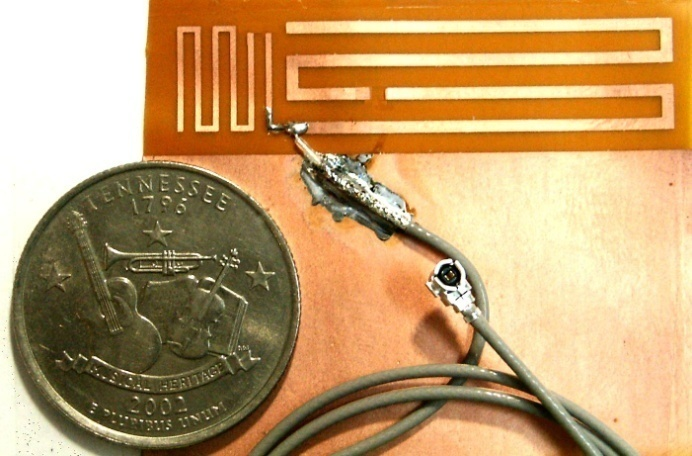 TENNESSEE
1796
MUSICAL HERITAGE
2002
E PLURIBUS UNUM